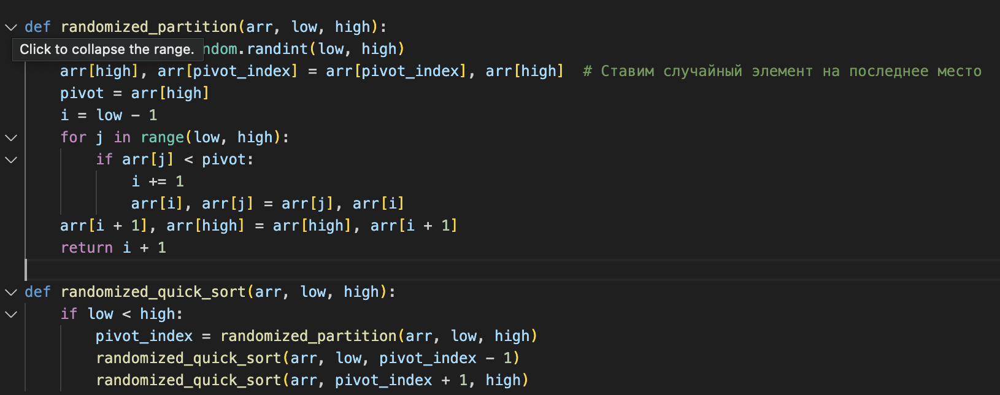 def randomized_partition(arr, low, high):
Click to collapse the range. ndom.randint(low, high)
    arr[high], arr[pivot_index] = arr[pivot_index], arr[high]  # Ставим случайный элемент на последнее место
    pivot = arr[high]
    i = low - 1
    for j in range(low, high):
        if arr[j] < pivot:
            i += 1
            arr[i], arr[j] = arr[j], arr[i]
    arr[i + 1], arr[high] = arr[high], arr[i + 1]
    return i + 1
def randomized_quick_sort(arr, low, high):
    if low < high:
        pivot_index = randomized_partition(arr, low, high)
        randomized_quick_sort(arr, low, pivot_index - 1)
        randomized_quick_sort(arr, pivot_index + 1, high)